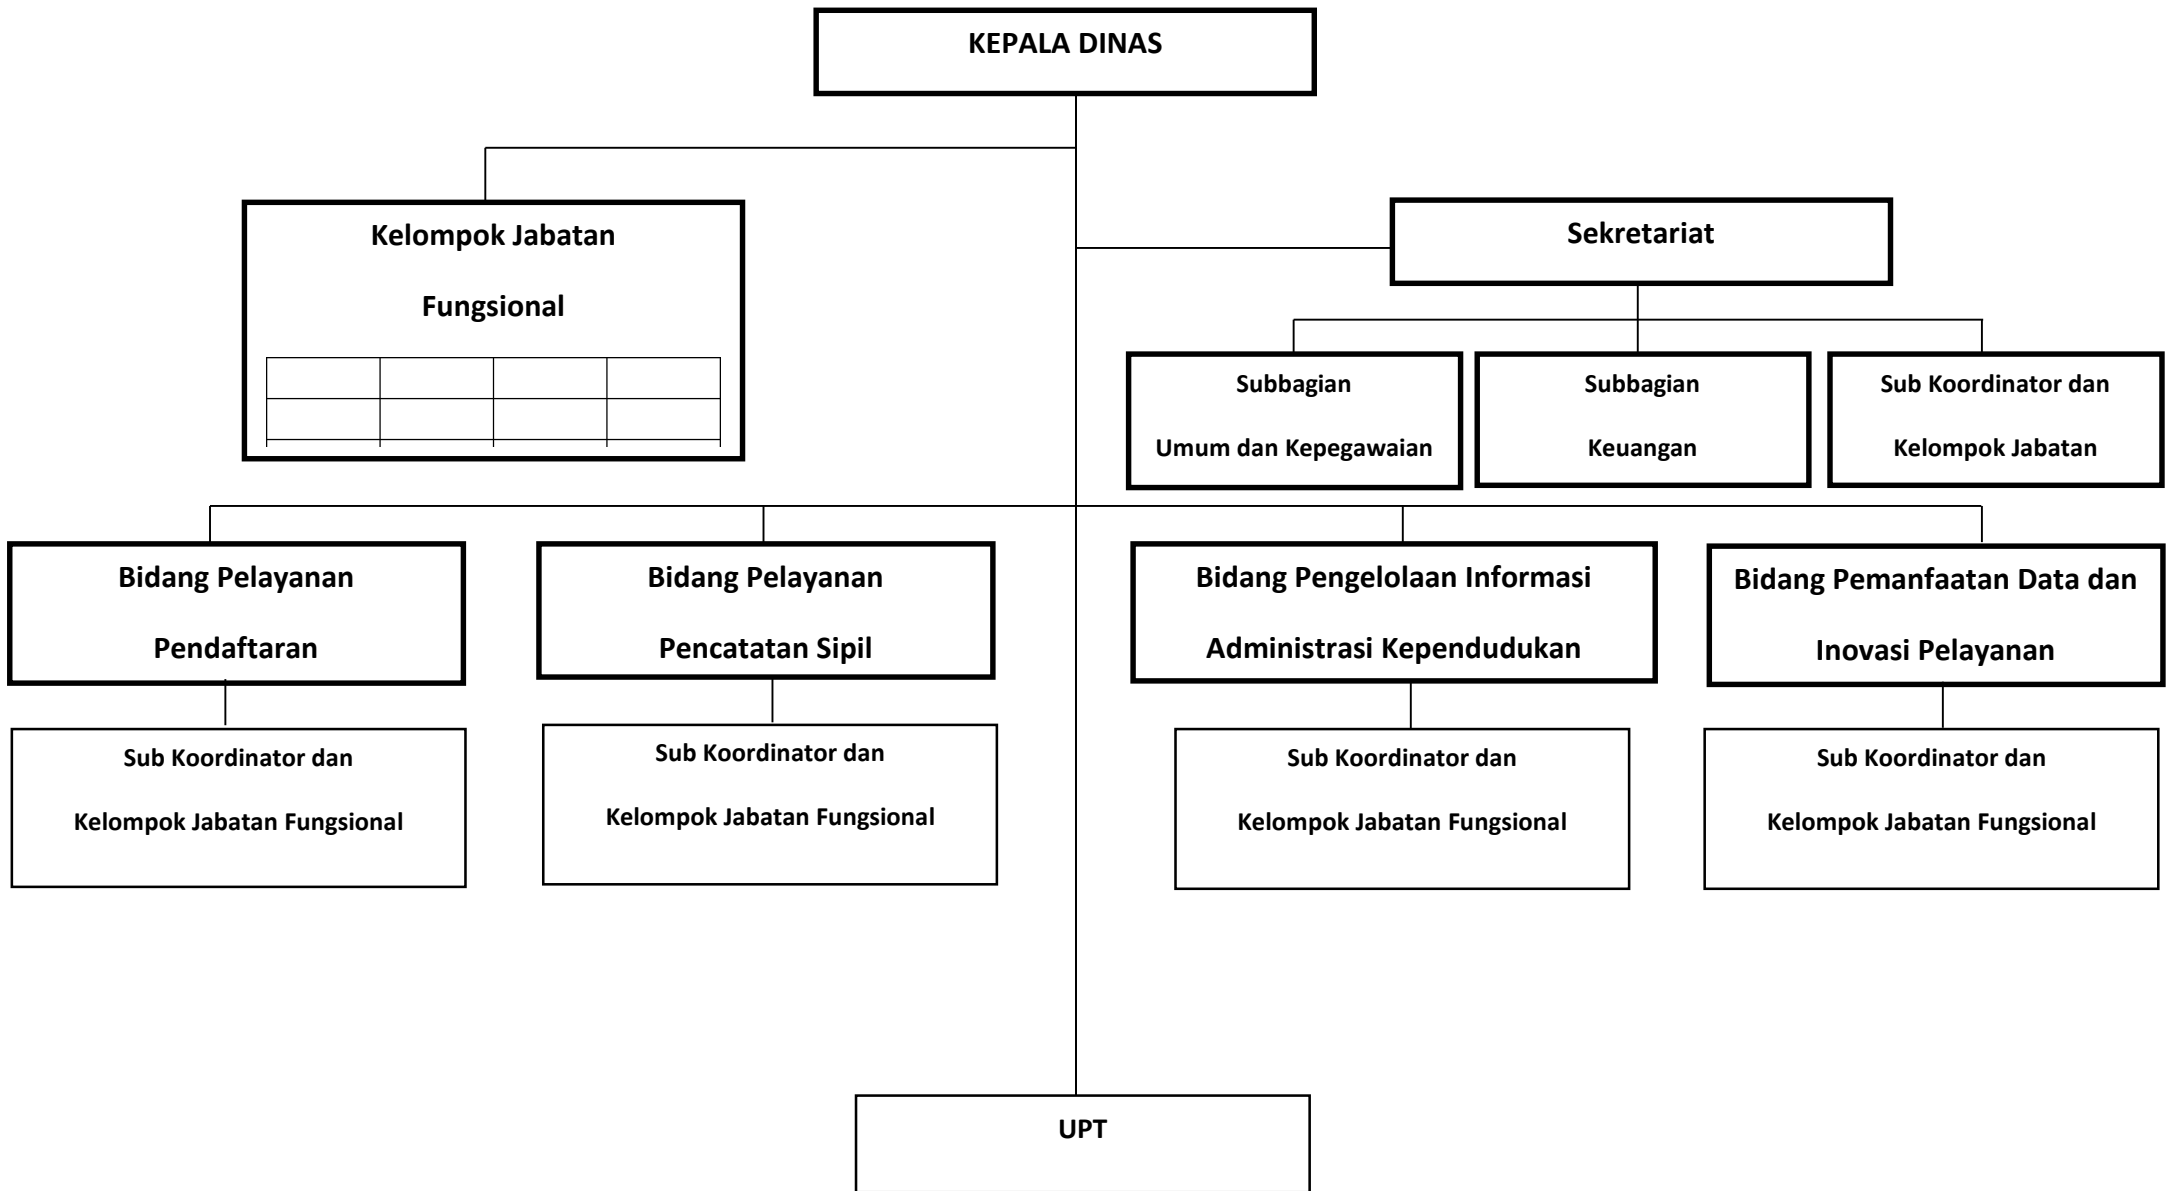 KEPALA DINAS
Kelompok Jabatan
Fungsional
Sekretariat
Subbagian
Umum dan Kepegawaian
Subbagian
Keuangan
Sub Koordinator dan
Kelompok Jabatan
Bidang Pelayanan
Pendaftaran
Bidang Pelayanan
Pencatatan Sipil
Bidang Pengelolaan Informasi
Administrasi Kependudukan
Bidang Pemanfaatan Data dan
Inovasi Pelayanan
Sub Koordinator dan
Kelompok Jabatan Fungsional
Sub Koordinator dan
Kelompok Jabatan Fungsional
Sub Koordinator dan
Kelompok Jabatan Fungsional
Sub Koordinator dan
Kelompok Jabatan Fungsional
UPT